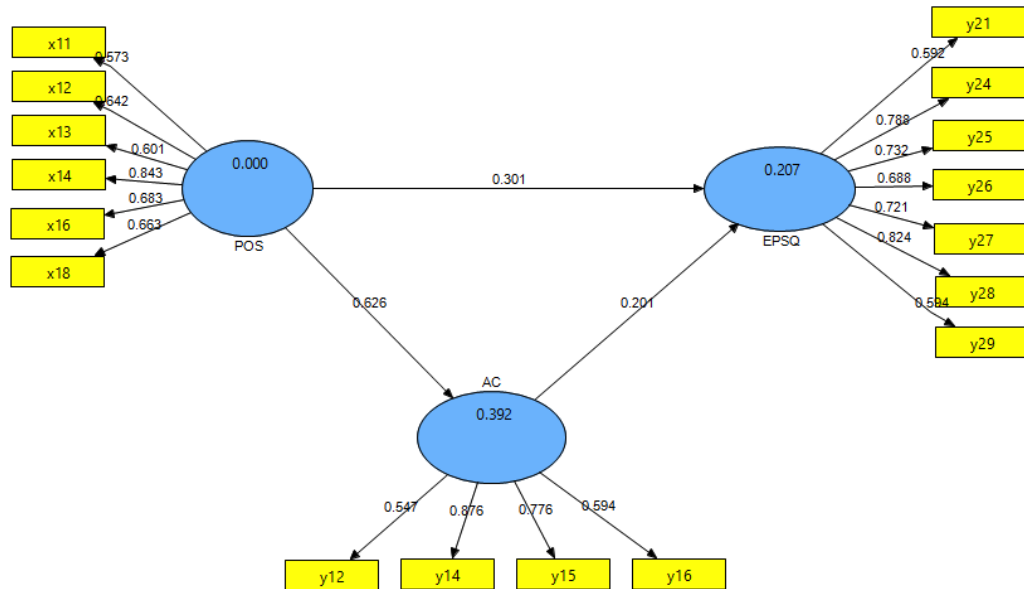 x11
0.573
x12
0.642
x13
0.601
x14
0.843
x16
0.683
x18
0.663
0.000
POS
0.301
0.626
0.201
AC
0.392
0.207
EPSQ
0.592
y21
0.788
y24
0.732
y25
0.688
y26
0.721
y27
0.824
y28
0.594
y29
0.547
0.876
0.776
0.594
y12
y14
y15
y16